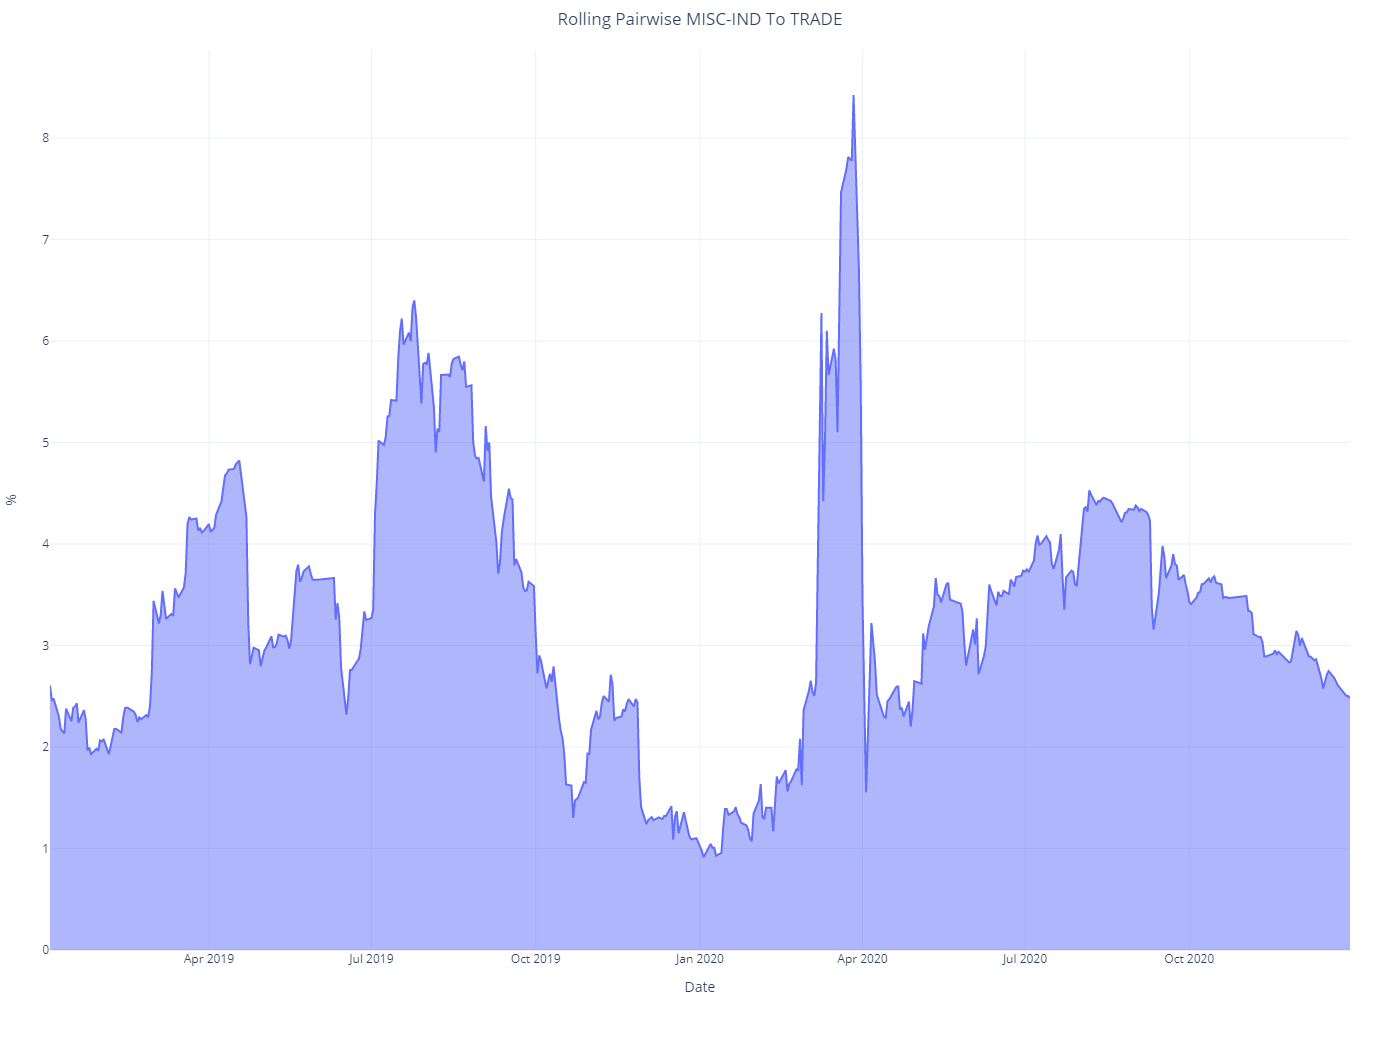 Rolling Pairwise MISC-IND To TRADE
8
7
6
5
%
4
3
2
1
0
Apr 2019
Jul 2019
Oct 2019
Jan 2020
Apr 2020
Jul 2020
Oct 2020
Date